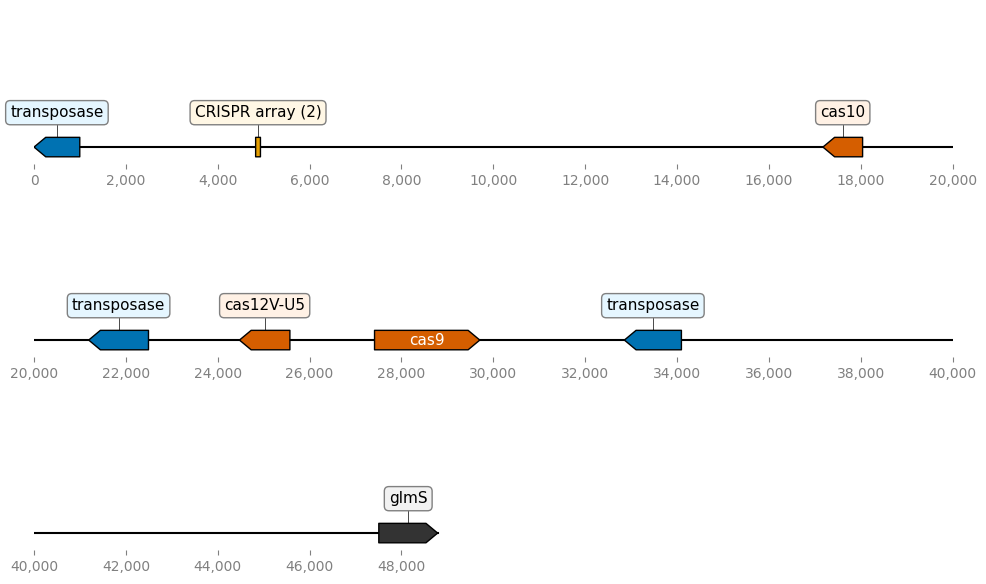 transposase CRISPR array (2) cas10
0 2,000 4,000 6,000 8,000 10,000 12,000 14,000 16,000 18,000 20,000
transposase cas12V-U5 transposase
cas9
20,000 22,000 24,000 26,000 28,000 30,000 32,000 34,000 36,000 38,000 40,000
glmS
40,000 42,000 44,000 46,000 48,000